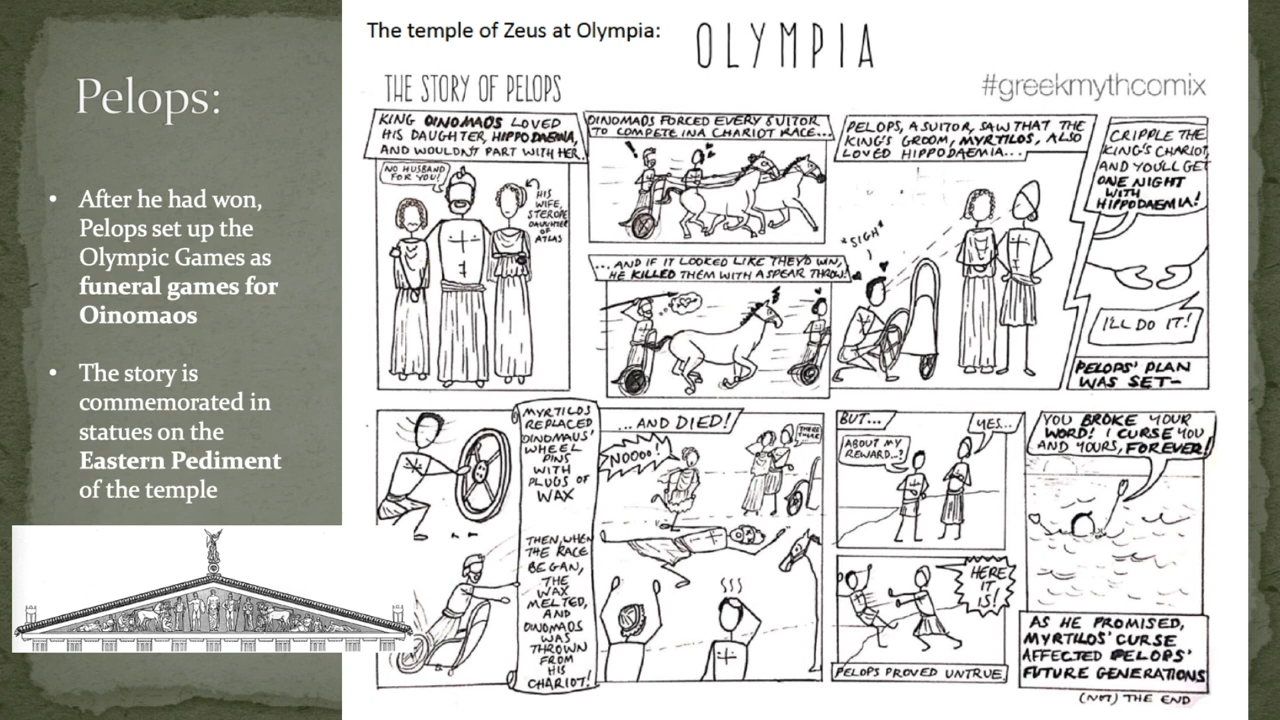 Pelops:
• After he had won,
Pelops set up the
Olympic Games as
funeral games for
Oinomaos
• The story is
commemorated in
statues on the
Eastern Pediment
of the temple
The temple of Zeus at Olympia:
OLYMPIA
THE STORY OF PELOPS
#greekmythcomix
KING OINOMAOS LOVED
HIS DAUGHTER, HIPPODAEMIA,
AND WOULDN'T PART WITH HER.
NO HUSBAND
FOR YOU!
HIS
WIFE,
STEROPE
DAUGHTER
OF
ATLAS
OINOMAOS FORCED EVERY SUITOR
TO COMPETE IN A CHARIOT RACE...
...AND IF IT LOOKED LIKE THEY'D WIN,
HE KILLED THEM WITH A SPEAR THROW!
PELOPS, A SUITOR, SAW THAT THE
KING'S GROOM, MYRTILOS, ALSO
LOVED HIPPODAEMIA...
*SIGH*
CRIPPLE THE
KING'S CHARIOT,
AND YOU'LL GET
ONE NIGHT
WITH
HIPPODAEMIA!
I'LL DO IT!
PELOPS' PLAN
WAS SET-
MYRTILOS
REPLACED
OINOMAUS'
WHEEL
PINS
WITH
PLUGS OF
WAX
THEN, WHEN
THE RACE
BEGAN,
THE
WAX
MELTED,
AND
OINOMAOS
WAS
THROWN
FROM
HIS
CHARIOT!
...AND DIED!
NOOOO!
THERE
THERE...
BUT...
ABOUT MY
REWARD...?
YES...
HERE
IT
IS!
PELOPS PROVED UNTRUE.
YOU BROKE YOUR
WORD! I CURSE YOU
AND YOURS, FOREVER!
AS HE PROMISED,
MYRTILOS' CURSE
AFFECTED PELOPS'
FUTURE GENERATIONS
(NOT) THE END